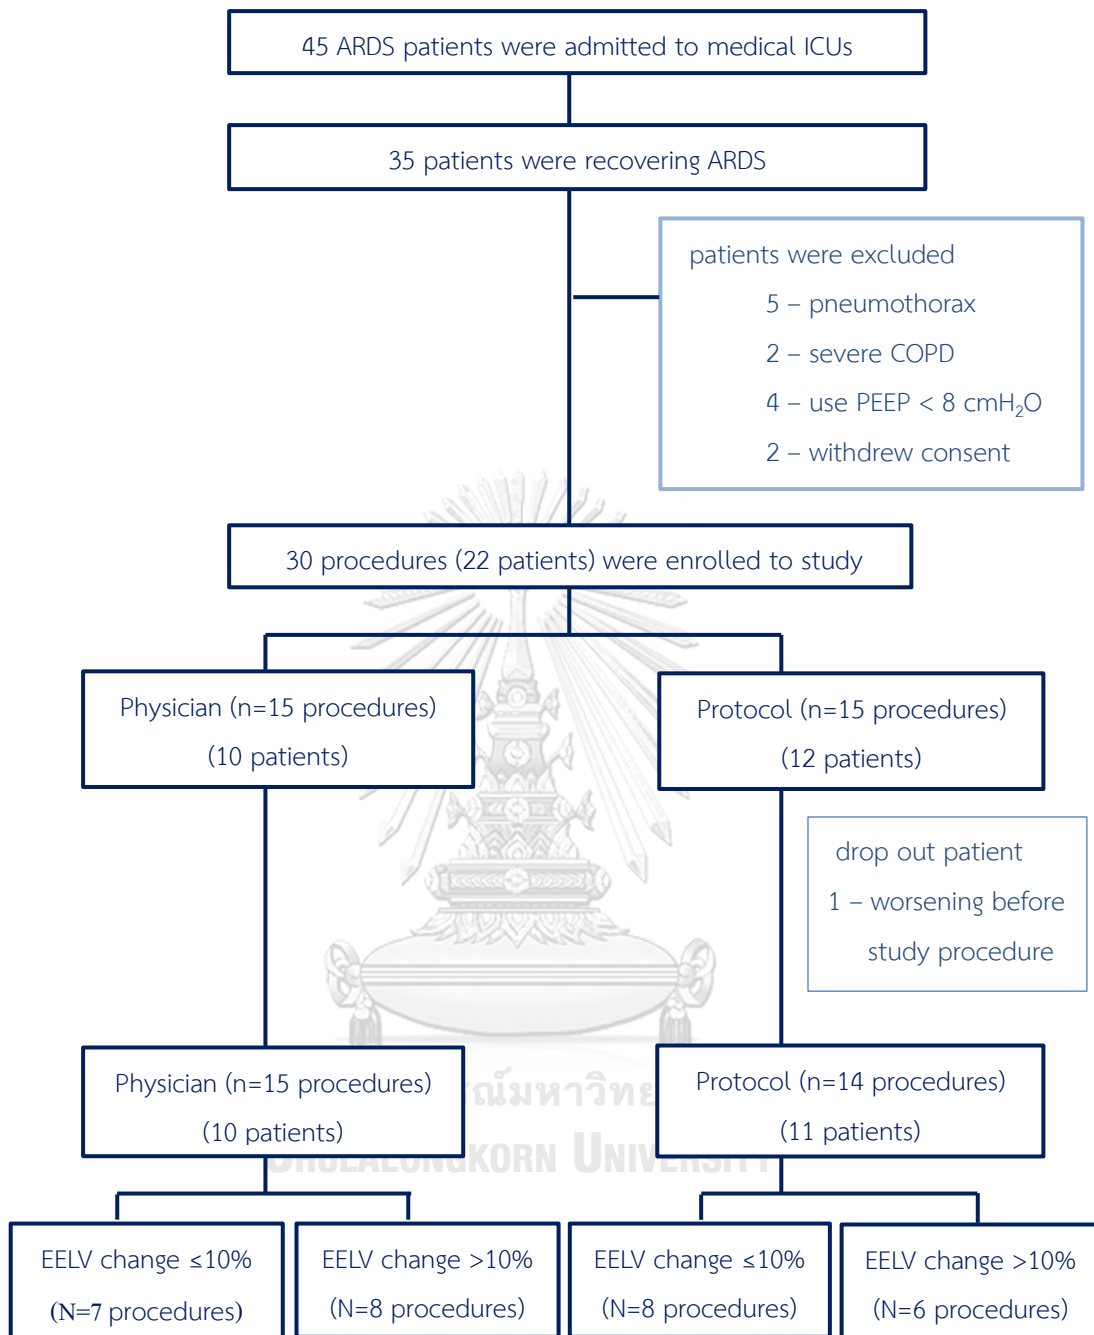 45 ARDS patients were admitted to medical ICUs
35 patients were recovering ARDS
patients were excluded
5 – pneumothorax
2 – severe COPD
4 – use PEEP < 8 cmH₂O
2 – withdrew consent
30 procedures (22 patients) were enrolled to study
Physician (n=15 procedures)
(10 patients)
Protocol (n=15 procedures)
(12 patients)
drop out patient
1 – worsening before
study procedure
Physician (n=15 procedures)
(10 patients)
Protocol (n=14 procedures)
(11 patients)
KORN UNIVERSITY
EELV change ≤10%
(N=7 procedures)
EELV change >10%
(N=8 procedures)
EELV change ≤10%
(N=8 procedures)
EELV change >10%
(N=6 procedures)